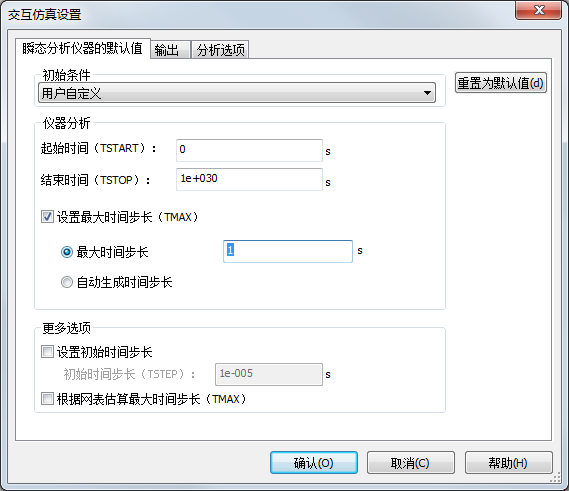 交互仿真设置
瞬态分析仪器的默认值 输出 分析选项
初始条件
用户自定义
重置为默认值(d)
仪器分析
起始时间（TSTART）： 0 s
结束时间（TSTOP）： 1e+030 s
设置最大时间步长（TMAX）
最大时间步长 1 s
自动生成时间步长
更多选项
设置初始时间步长
初始时间步长（TSTEP）： 1e-005 s
根据网表估算最大时间步长（TMAX）
确认(O) 取消(C) 帮助(H)